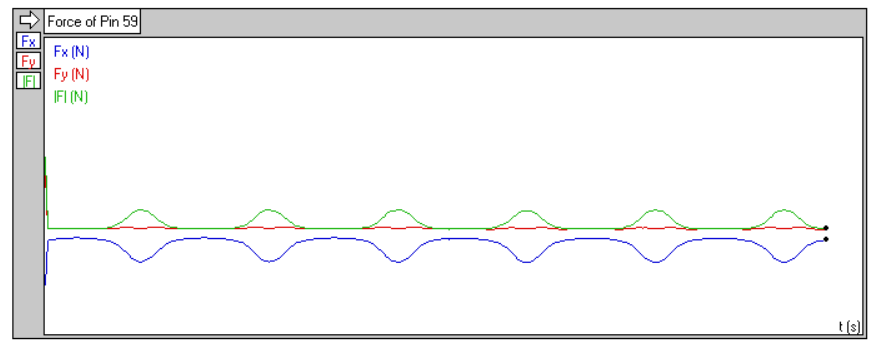 Force of Pin 59
Fx
Fy
|F|
Fx (N)
Fy (N)
|F| (N)
t (s)